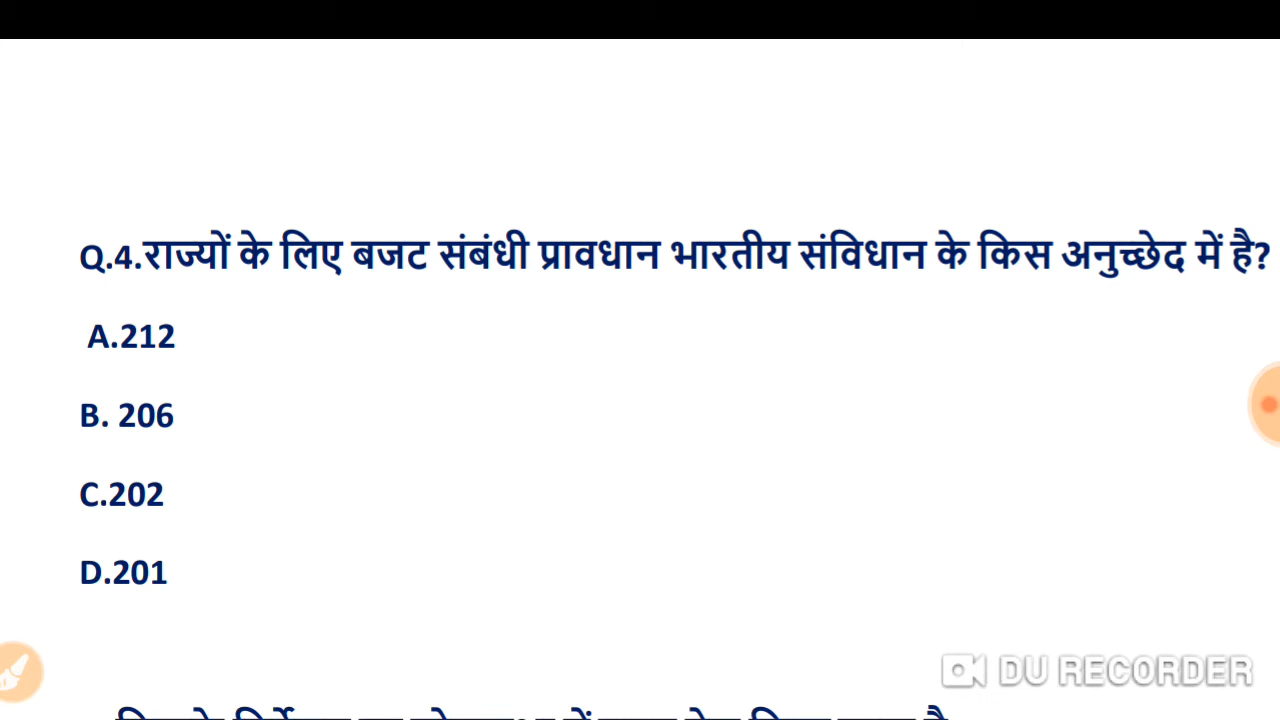 Q.4.राज्यों के लिए बजट संबंधी प्रावधान भारतीय संविधान के किस अनुच्छेद में है?
A.212
B. 206
C.202
D.201
DU RECORDER